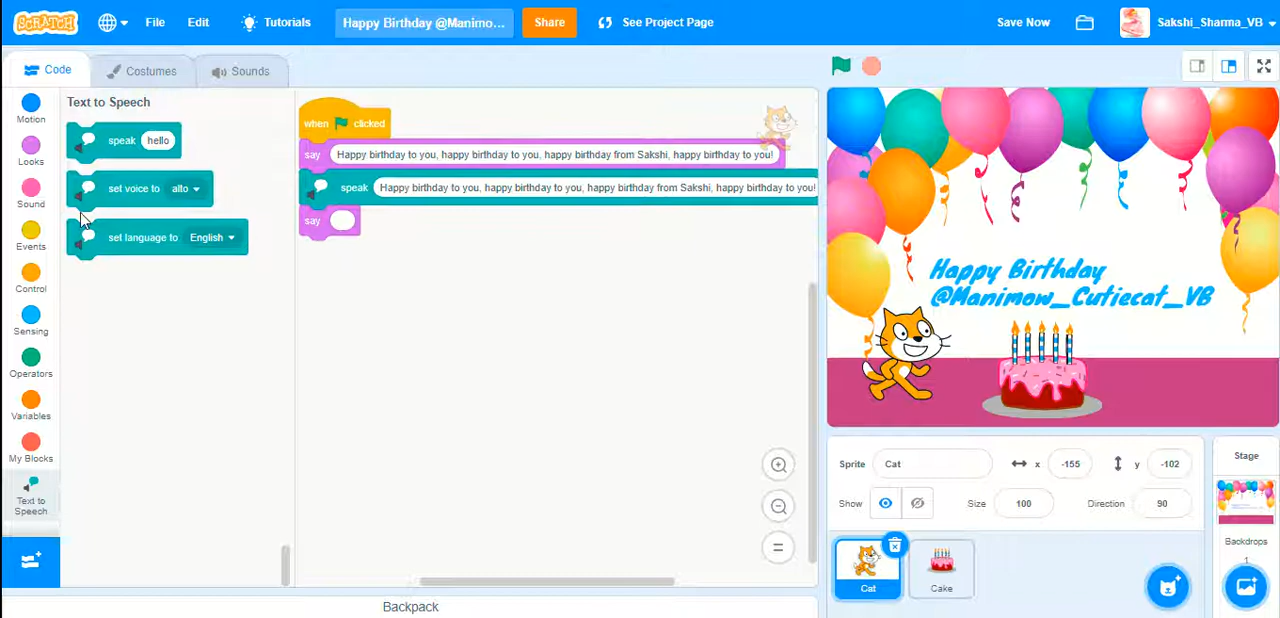 SCRATCH File Edit Tutorials Happy Birthday @Manimo... Share See Project Page Save Now Sakshi_Sharma_VB
Code Costumes Sounds
Motion
Looks
Sound
Events
Control
Sensing
Operators
Variables
My Blocks
Text to
Speech
Text to Speech
speak hello
set voice to alto
set language to English
when clicked
say Happy birthday to you, happy birthday to you, happy birthday from Sakshi, happy birthday to you!
speak Happy birthday to you, happy birthday to you, happy birthday from Sakshi, happy birthday to you!
say
Happy Birthday
@Manimow_Cutiecat_VB
Sprite Cat x -155 y -102
Show Size 100 Direction 90
Cat
Cake
Stage
Backdrops
1
Backpack